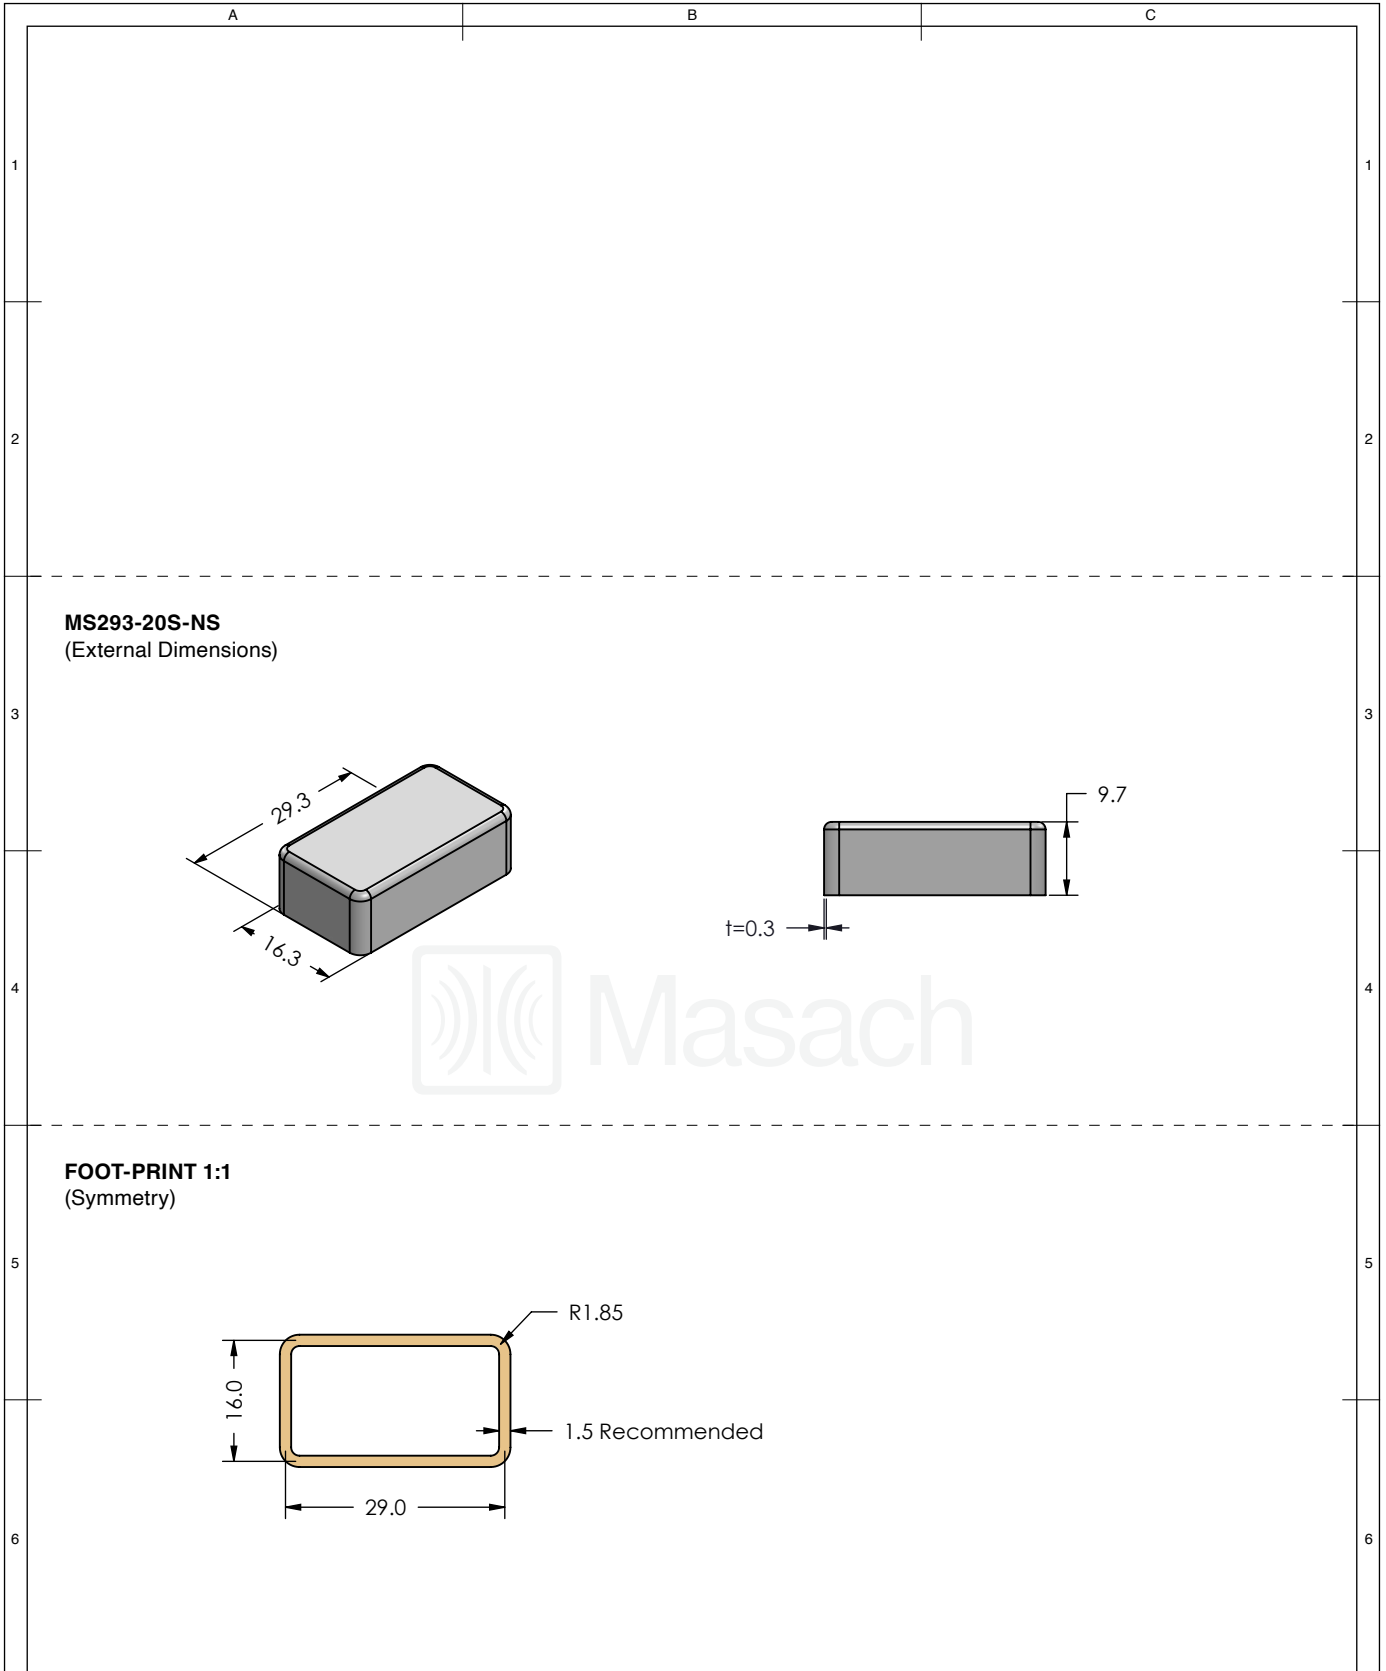 A
B
C
1
1
2
2
MS293-20S-NS
(External Dimensions)
3
3
29.3
9.7
t=0.3
16.3
4
4
Masach
FOOT-PRINT 1:1
(Symmetry)
5
5
R1.85
16.0
1.5 Recommended
29.0
6
6